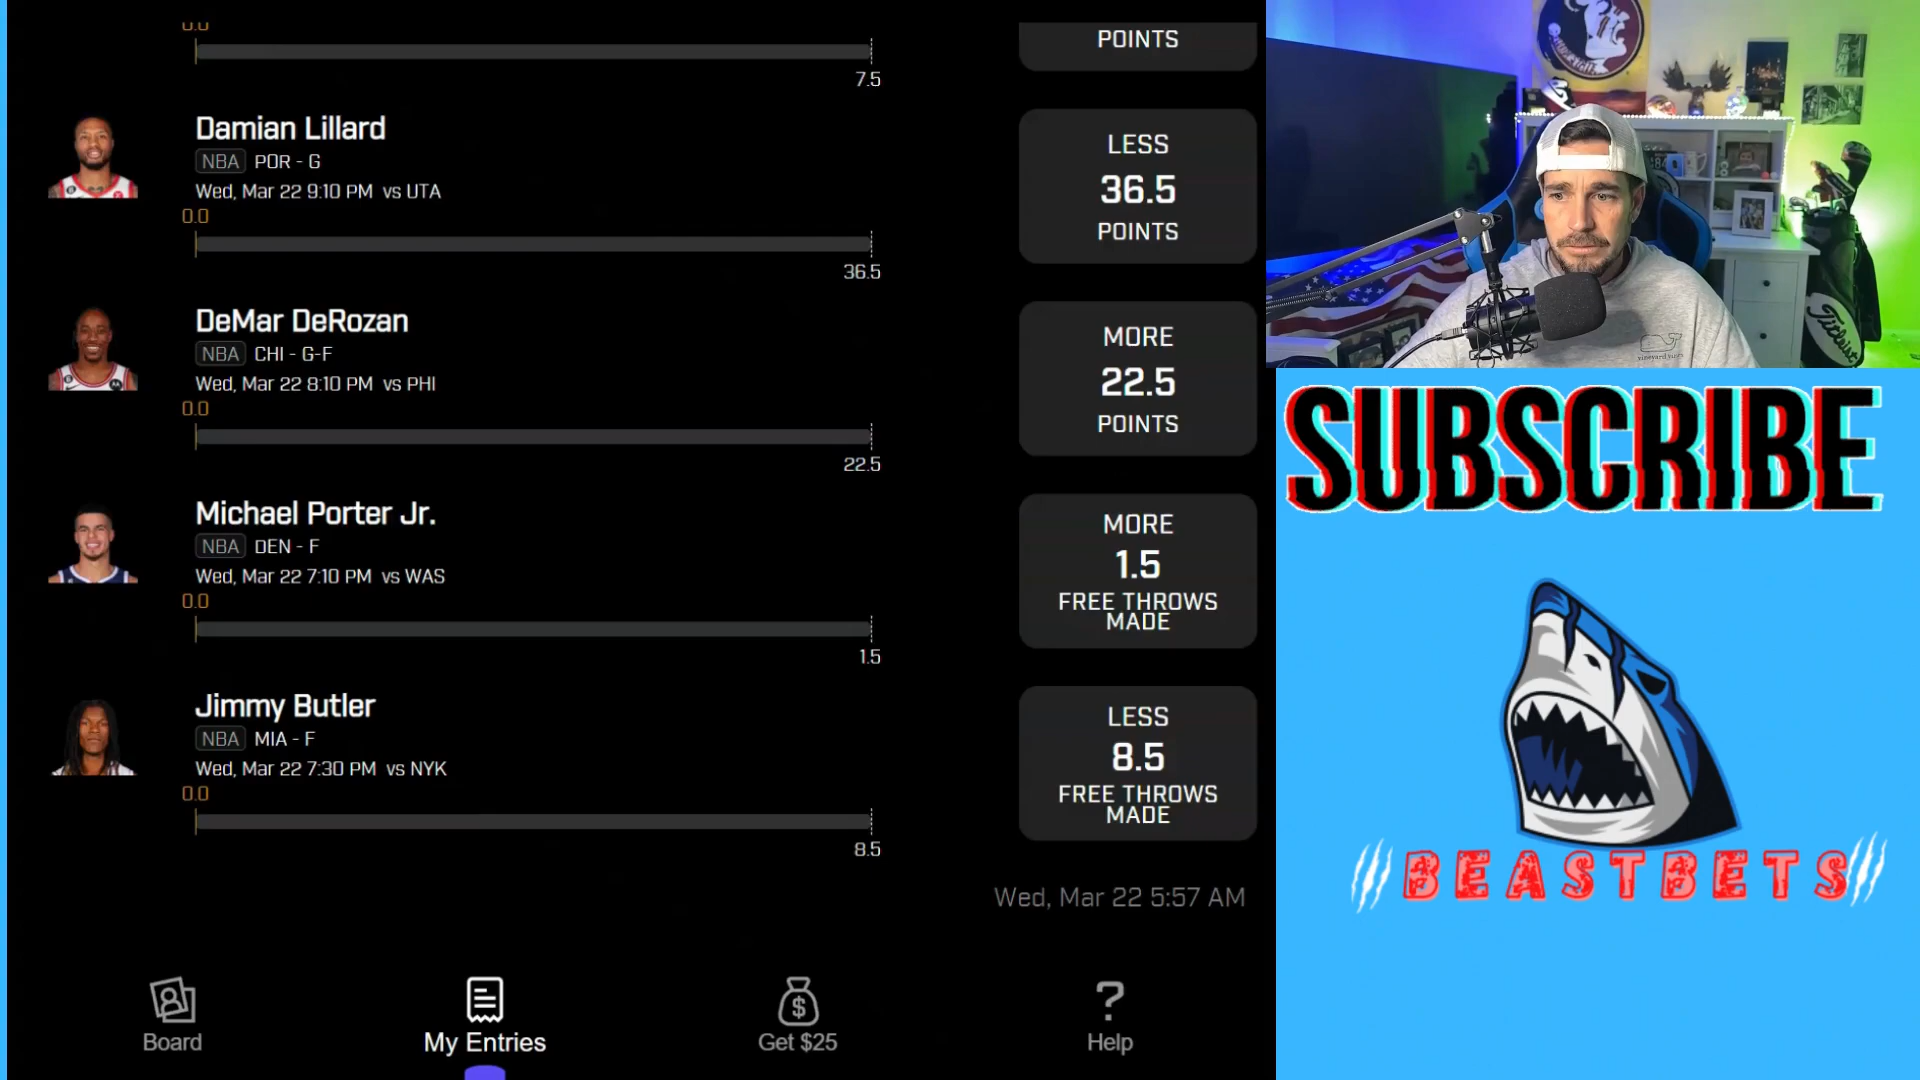 0.0
POINTS
7.5
Damian Lillard
NBA POR - G
Wed, Mar 22 9:10 PM vs UTA
0.0
36.5
LESS
36.5
POINTS
DeMar DeRozan
NBA CHI - G-F
Wed, Mar 22 8:10 PM vs PHI
0.0
22.5
MORE
22.5
POINTS
Michael Porter Jr.
NBA DEN - F
Wed, Mar 22 7:10 PM vs WAS
0.0
1.5
MORE
1.5
FREE THROWS
MADE
Jimmy Butler
NBA MIA - F
Wed, Mar 22 7:30 PM vs NYK
0.0
8.5
LESS
8.5
FREE THROWS
MADE
Wed, Mar 22 5:57 AM
Board
My Entries
Get $25
Help
vineyard vines
Titleist
SUBSCRIBE
BEASTBETS